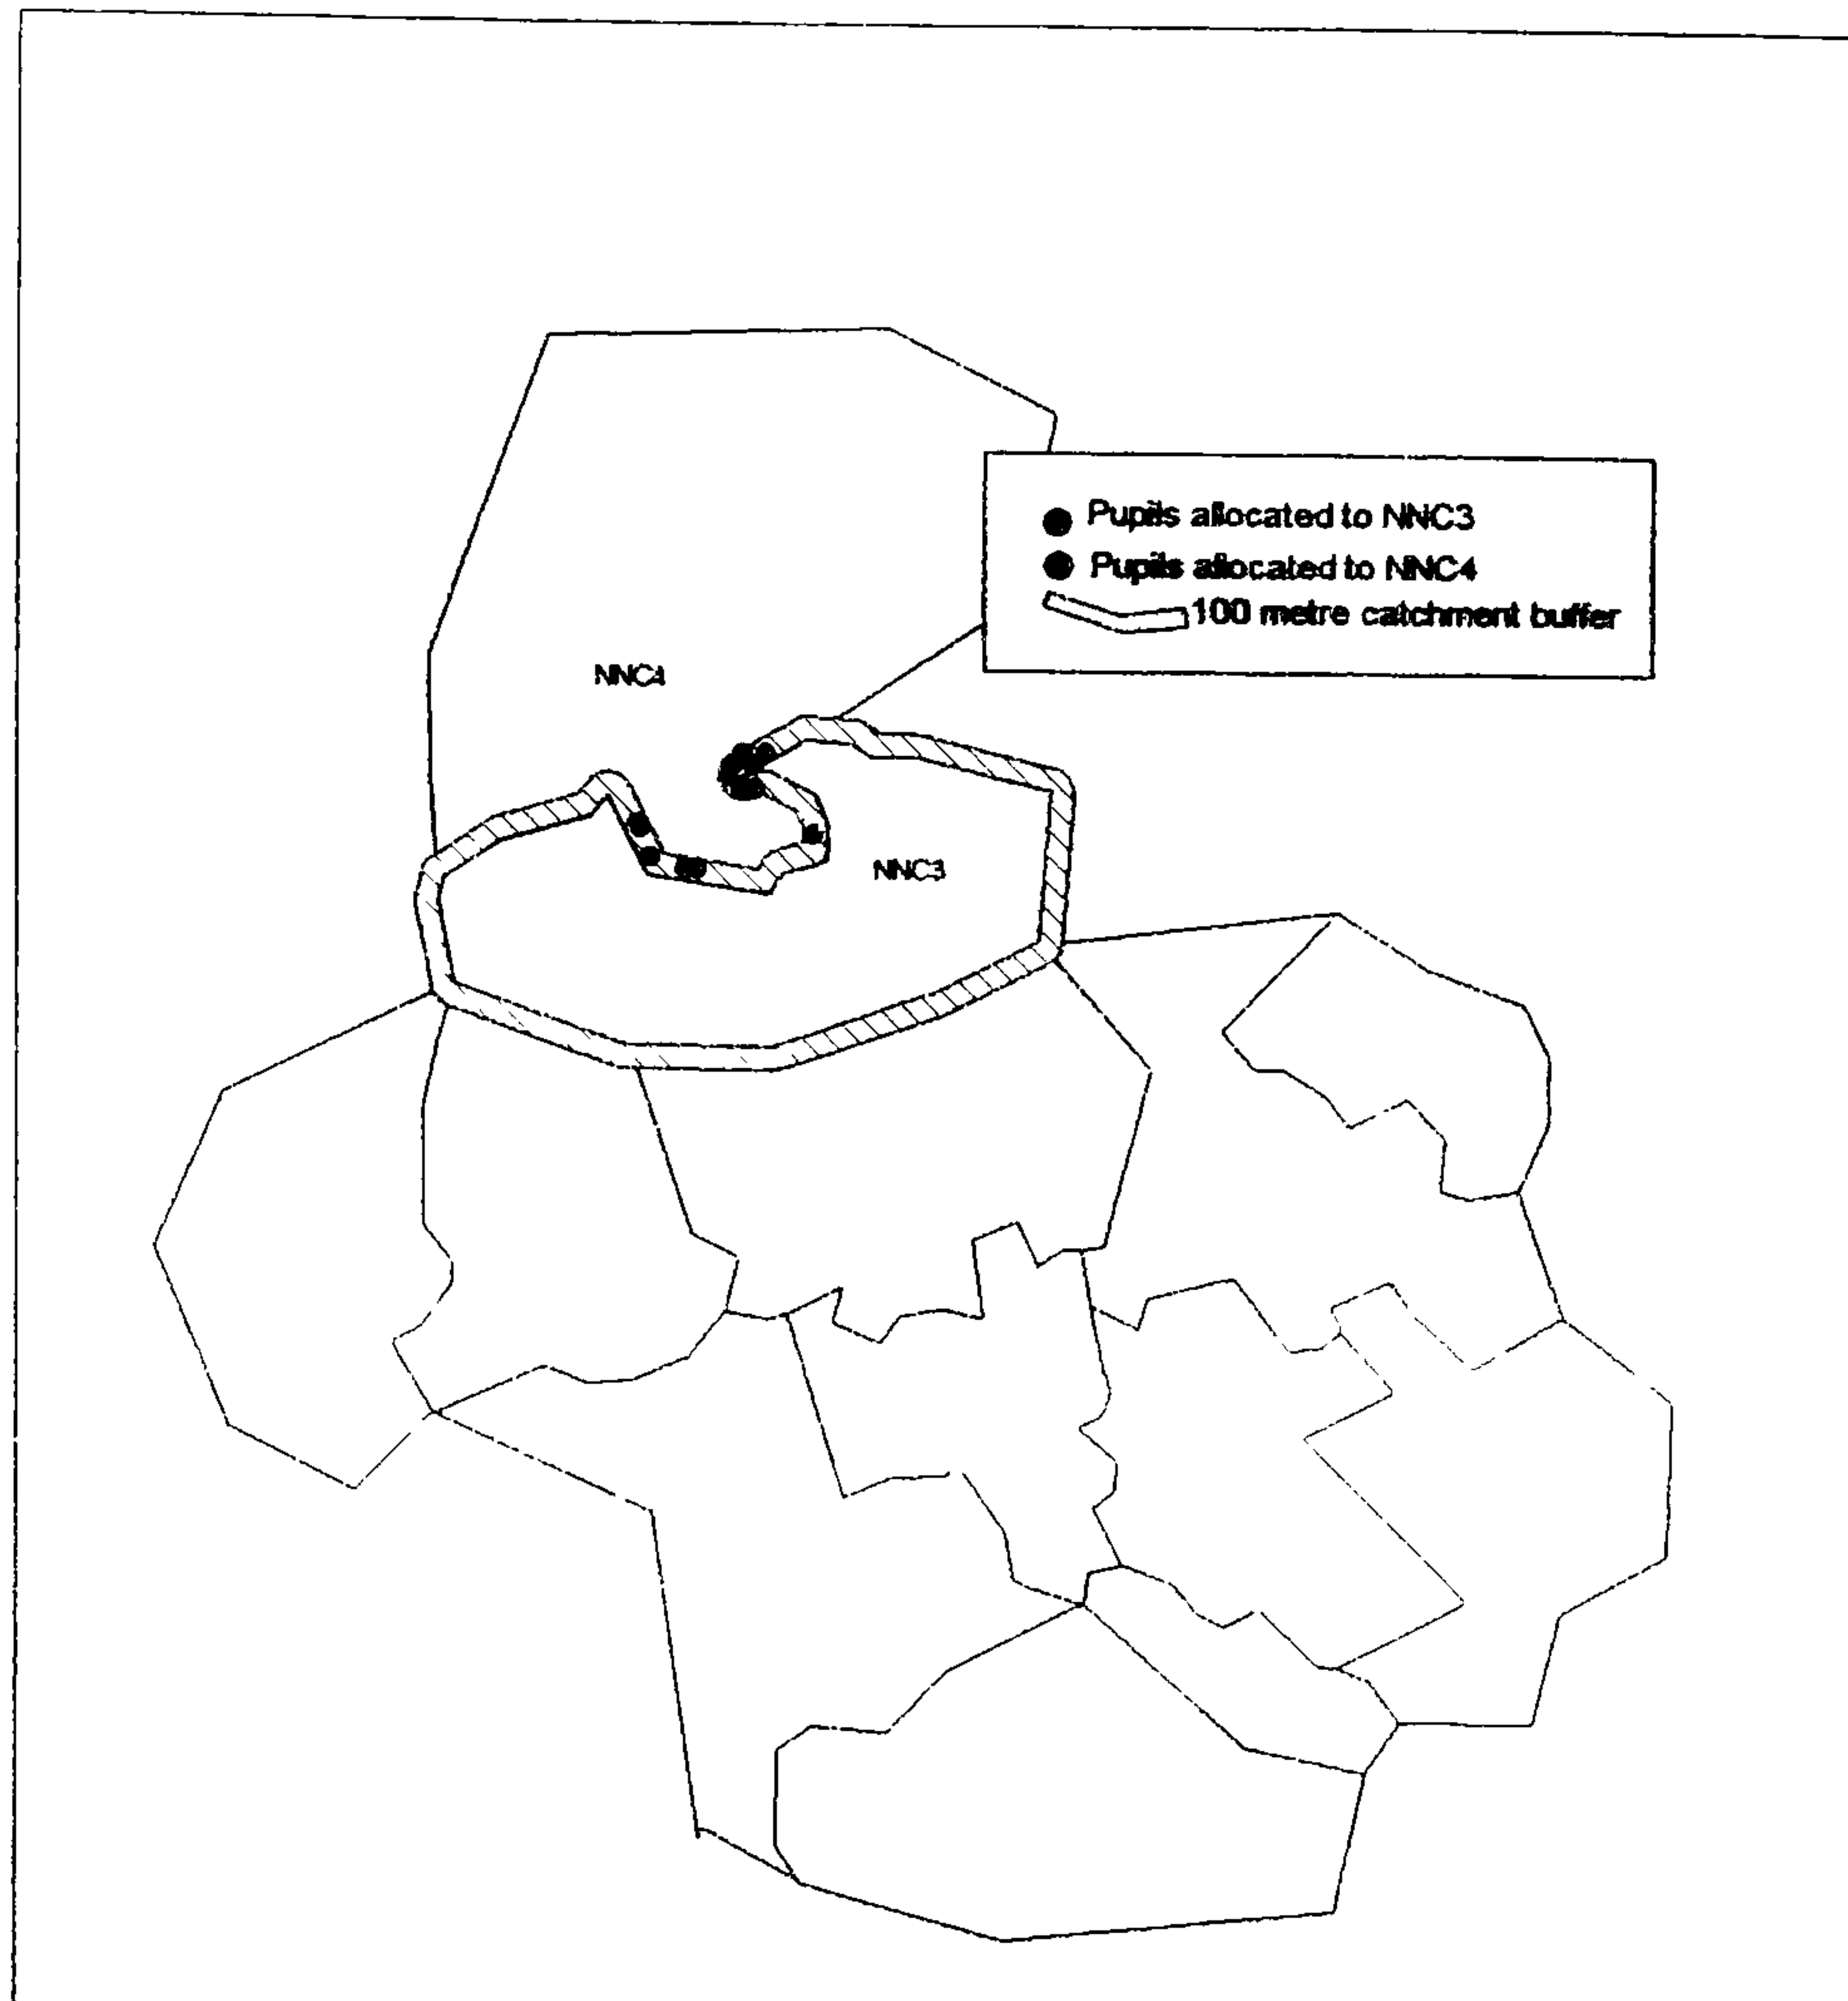 Pupils allocated to NNC3
Pupils allocated to NNC4
100 metre catchment buffer
NNC4
NNC3